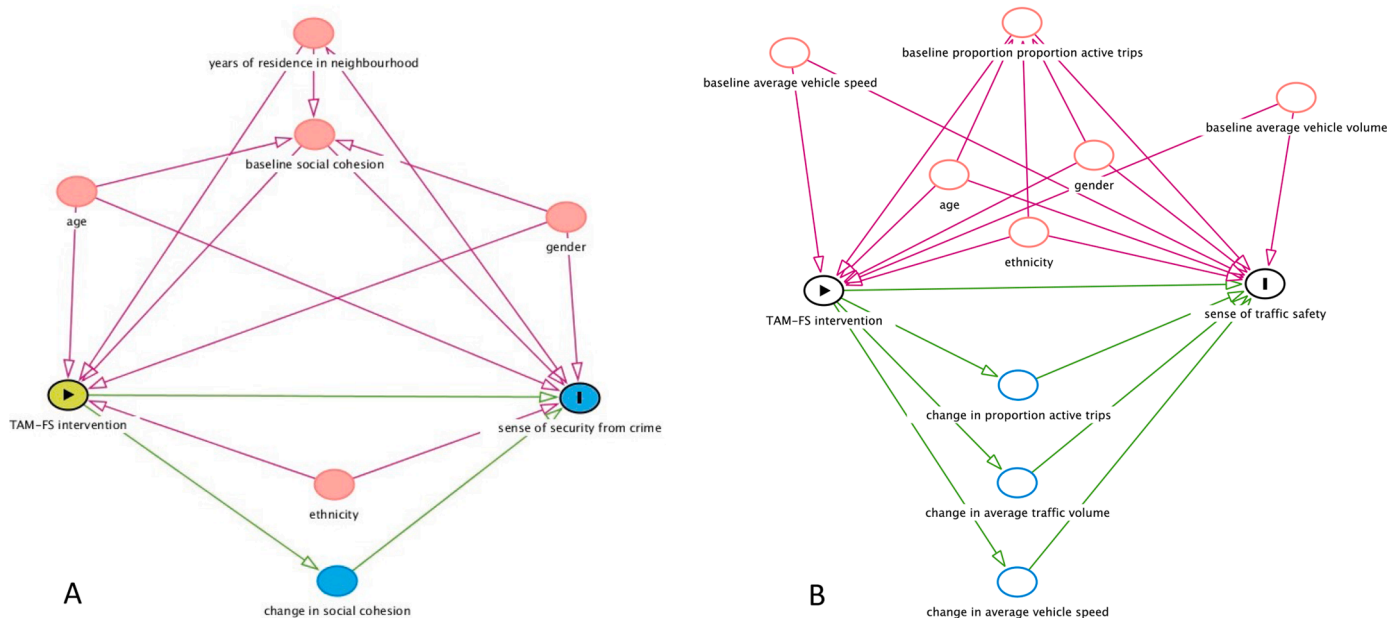 years of residence in neighbourhood
baseline social cohesion
age
gender
TAM-FS intervention
sense of security from crime
ethnicity
change in social cohesion
A
baseline proportion proportion active trips
baseline average vehicle speed
baseline average vehicle volume
gender
age
ethnicity
TAM-FS intervention
sense of traffic safety
change in proportion active trips
change in average traffic volume
change in average vehicle speed
B